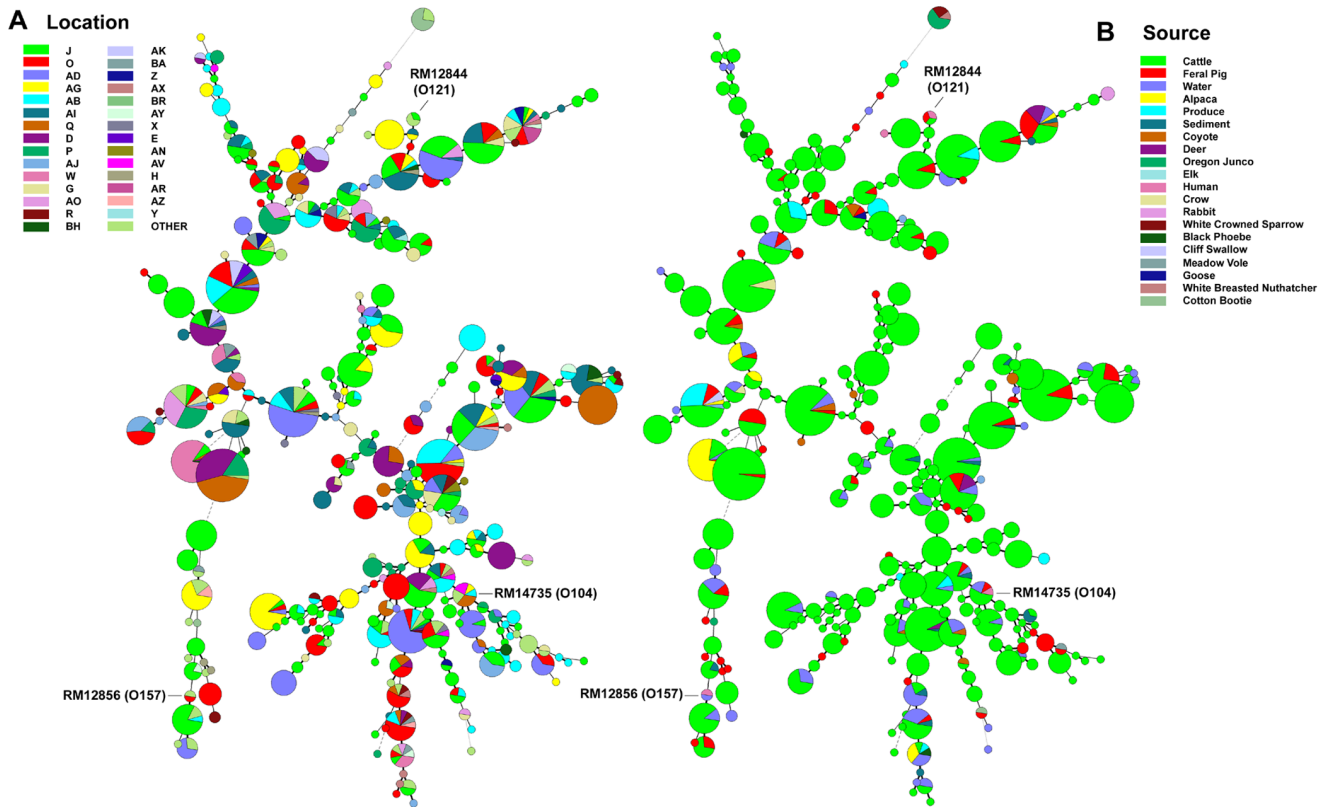 A Location
J
O
AD
AG
AB
AI
Q
D
P
AJ
W
G
AO
R
BH
AK
BA
Z
AX
BR
AY
X
E
AN
AV
H
AR
AZ
Y
OTHER
RM12844
(O121)
RM14735 (O104)
RM12856 (O157)
B Source
Cattle
Feral Pig
Water
Alpaca
Produce
Sediment
Coyote
Deer
Oregon Junco
Elk
Human
Crow
Rabbit
White Crowned Sparrow
Black Phoebe
Cliff Swallow
Meadow Vole
Goose
White Breasted Nuthatcher
Cotton Bootie
RM12844
(O121)
RM14735 (O104)
RM12856 (O157)